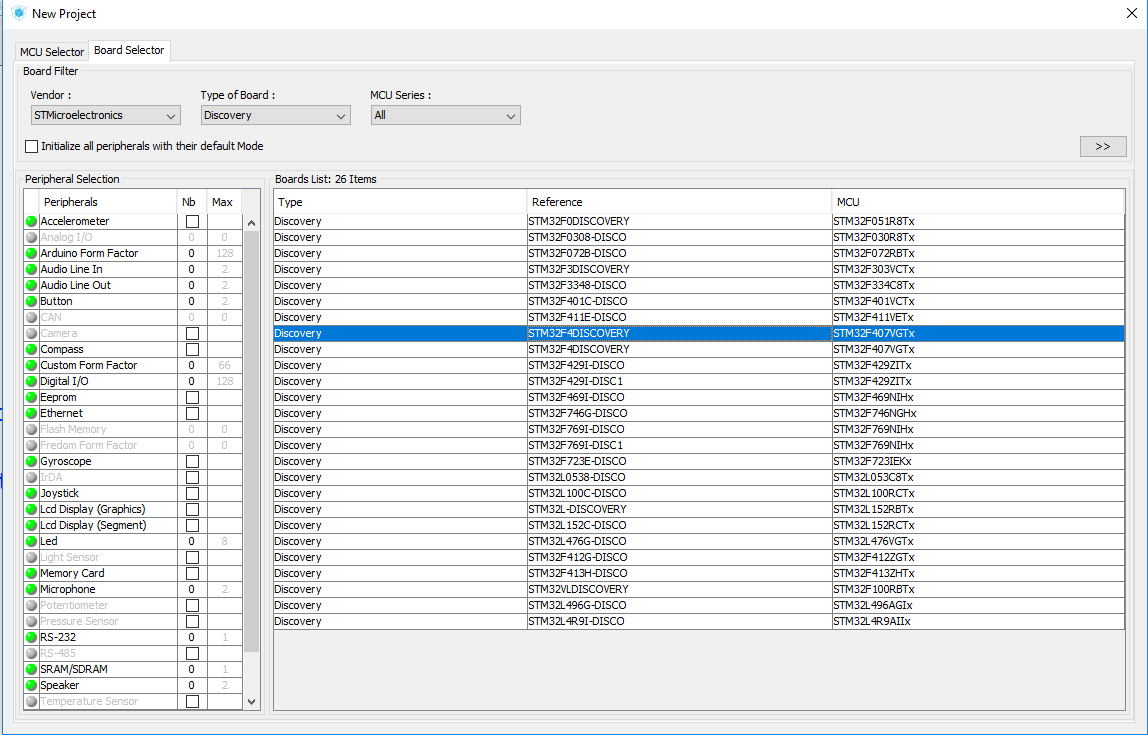 New Project
MCU Selector Board Selector
Board Filter
Vendor : Type of Board : MCU Series :
STMicroelectronics Discovery All
Initialize all peripherals with their default Mode >>
Peripheral Selection Boards List: 26 Items
Peripherals Nb Max Type Reference MCU
Accelerometer Discovery STM32F0DISCOVERY STM32F051R8Tx
Analog I/O 0 0 Discovery STM32F0308-DISCO STM32F030R8Tx
Arduino Form Factor 0 128 Discovery STM32F072B-DISCO STM32F072RBTx
Audio Line In 0 2 Discovery STM32F3DISCOVERY STM32F303VCTx
Audio Line Out 0 2 Discovery STM32F3348-DISCO STM32F334C8Tx
Button 0 2 Discovery STM32F401C-DISCO STM32F401VCTx
CAN 0 0 Discovery STM32F411E-DISCO STM32F411VETx
Camera Discovery STM32F4DISCOVERY STM32F407VGTx
Compass Discovery STM32F4DISCOVERY STM32F407VGTx
Custom Form Factor 0 66 Discovery STM32F429I-DISCO STM32F429ZITx
Digital I/O 0 128 Discovery STM32F429I-DISC1 STM32F429ZITx
Eeprom Discovery STM32F469I-DISCO STM32F469NIHx
Ethernet Discovery STM32F746G-DISCO STM32F746NGHx
Flash Memory 0 0 Discovery STM32F769I-DISCO STM32F769NIHx
Fredom Form Factor 0 0 Discovery STM32F769I-DISC1 STM32F769NIHx
Gyroscope Discovery STM32F723E-DISCO STM32F723IEKx
IrDA Discovery STM32L0538-DISCO STM32L053C8Tx
Joystick Discovery STM32L100C-DISCO STM32L100RCTx
Lcd Display (Graphics) Discovery STM32L-DISCOVERY STM32L152RBTx
Lcd Display (Segment) Discovery STM32L152C-DISCO STM32L152RCTx
Led 0 8 Discovery STM32L476G-DISCO STM32L476VGTx
Light Sensor Discovery STM32F412G-DISCO STM32F412ZGTx
Memory Card Discovery STM32F413H-DISCO STM32F413ZHTx
Microphone 0 2 Discovery STM32VLDISCOVERY STM32F100RBTx
Potentiometer Discovery STM32L496G-DISCO STM32L496AGIx
Pressure Sensor Discovery STM32L4R9I-DISCO STM32L4R9AIIx
RS-232 0 1
RS-485
SRAM/SDRAM 0 1
Speaker 0 2
Temperature Sensor